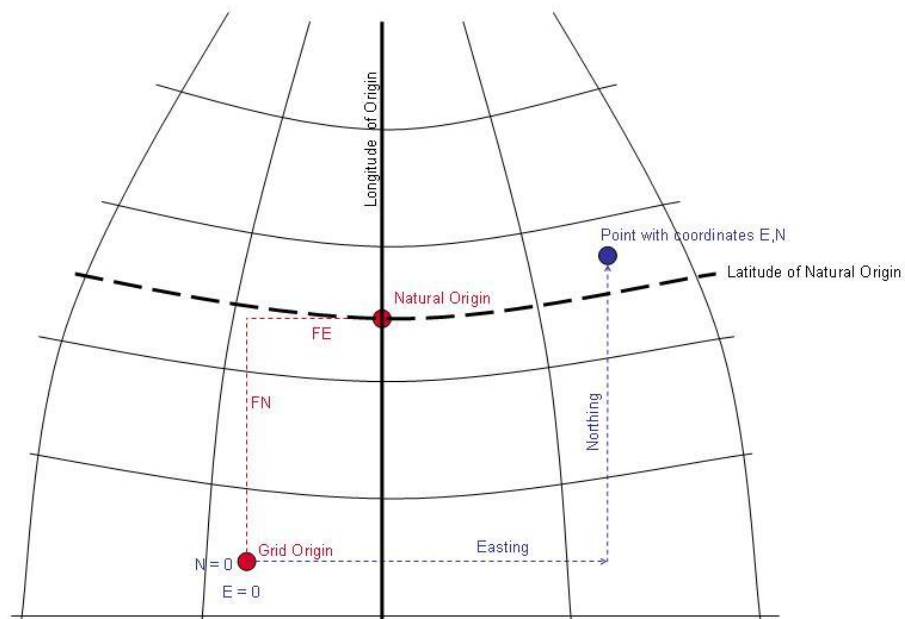 Longitude of Origin
Point with coordinates E,N
Latitude of Natural Origin
Natural Origin
FE
FN
Northing
Grid Origin
Easting
N = 0
E = 0